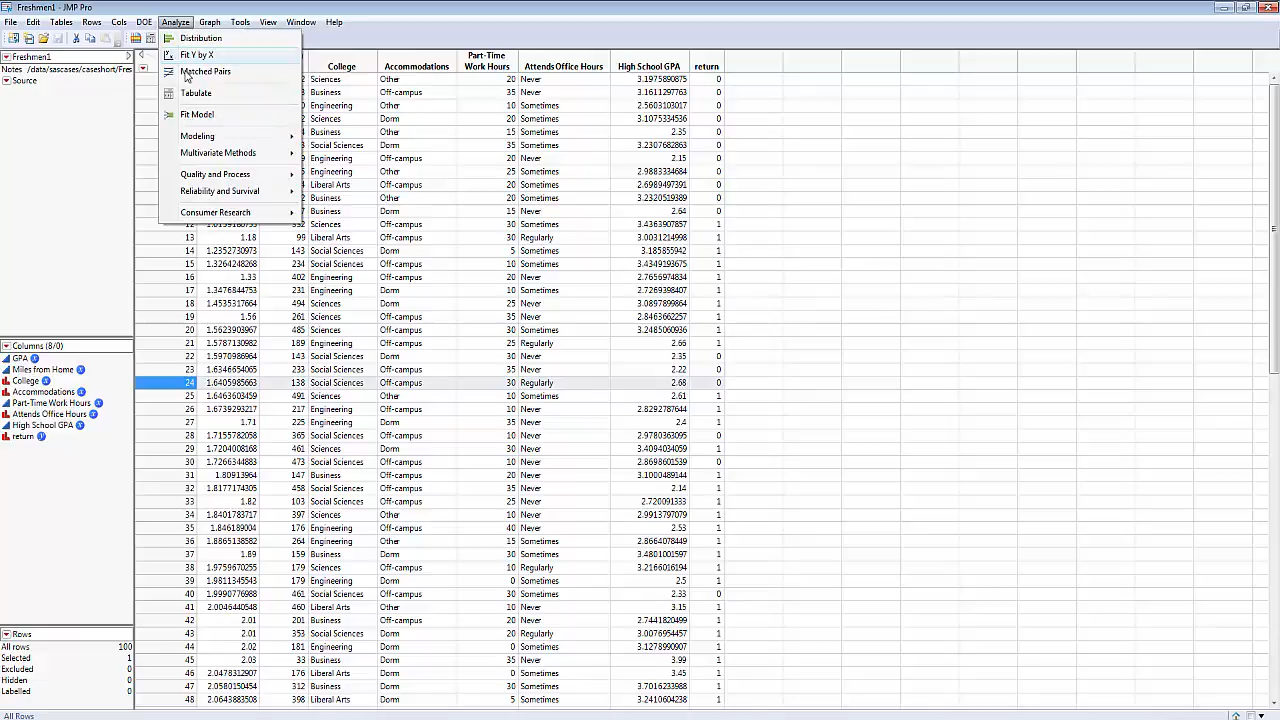 Freshmen1 - JMP Pro
File Edit Tables Rows Cols DOE Analyze Graph Tools View Window Help
Distribution
Fit Y by X
Matched Pairs
Tabulate
Fit Model
Modeling
Multivariate Methods
Quality and Process
Reliability and Survival
Consumer Research
Freshmen1
Notes /data/sascases/caseshort/Fres
Source
Columns (8/0)
GPA
Miles from Home
College
Accommodations
Part-Time Work Hours
Attends Office Hours
High School GPA
return
Rows
All rows 100
Selected 1
Excluded 0
Hidden 0
Labelled 0
College Accommodations Part-Time Work Hours Attends Office Hours High School GPA return
Sciences Other 20 Never 3.1975890875 0
Business Off-campus 35 Never 3.1611297763 0
Engineering Other 10 Sometimes 2.5603103017 0
Sciences Dorm 20 Sometimes 3.1075334536 0
Business Other 15 Sometimes 2.35 0
Social Sciences Dorm 35 Sometimes 3.2307682863 0
Engineering Off-campus 20 Never 2.15 0
Engineering Other 25 Sometimes 2.9883334684 0
Liberal Arts Off-campus 20 Sometimes 2.6989497391 0
Business Other 20 Sometimes 3.2320519389 0
Business Dorm 15 Never 2.64 0
Sciences Off-campus 30 Sometimes 3.4363907857 1
13 1.18 99 Liberal Arts Off-campus 30 Regularly 3.0031214998 1
14 1.2352730973 143 Social Sciences Dorm 5 Sometimes 3.185855942 1
15 1.3264248268 234 Social Sciences Off-campus 10 Sometimes 3.4349193675 1
16 1.33 402 Engineering Dorm 10 Never 2.7656974834 1
17 1.3476844753 231 Engineering Dorm 10 Sometimes 2.7269398407 1
18 1.4535317664 494 Sciences Dorm 25 Never 3.0897899864 1
19 1.56 261 Sciences Off-campus 35 Never 2.8463662257 1
20 1.5623903967 485 Sciences Off-campus 30 Sometimes 3.2485060936 1
21 1.5787130982 189 Engineering Off-campus 25 Regularly 2.66 1
22 1.5970986964 143 Social Sciences Dorm 30 Never 2.35 0
23 1.6346654065 233 Social Sciences Dorm 35 Never 2.22 0
24 1.6405985663 138 Social Sciences Off-campus 30 Regularly 2.68 0
25 1.6463603459 491 Sciences Other 10 Sometimes 2.61 1
26 1.6739293217 217 Engineering Off-campus 10 Never 2.8292787644 1
27 1.71 225 Engineering Dorm 35 Never 2.4 1
28 1.7155782058 365 Social Sciences Off-campus 10 Never 2.9780363095 0
29 1.7204008168 461 Sciences Dorm 30 Never 3.4094034059 1
30 1.7266344883 473 Social Sciences Off-campus 10 Never 2.8698601539 0
31 1.80913964 147 Business Off-campus 20 Never 3.1000489144 1
32 1.8177174305 458 Social Sciences Off-campus 35 Never 2.14 1
33 1.82 103 Social Sciences Off-campus 25 Never 2.720091333 1
34 1.8401783717 397 Sciences Other 10 Sometimes 2.9913797079 1
35 1.846189004 176 Engineering Off-campus 40 Never 2.53 1
36 1.8865138582 264 Engineering Other 15 Sometimes 2.8664078449 1
37 1.89 159 Business Dorm 30 Sometimes 3.4801001597 1
38 1.9759670255 179 Sciences Other 15 Regularly 3.2166016194 1
39 1.9811344543 179 Engineering Dorm 0 Sometimes 2.5 1
40 1.9990776988 461 Social Sciences Off-campus 30 Sometimes 2.33 0
41 2.0046440548 460 Liberal Arts Other 10 Never 3.15 1
42 2.01 201 Business Off-campus 20 Never 2.7441820499 1
43 2.01 353 Social Sciences Dorm 20 Regularly 3.0076954457 1
44 2.02 181 Engineering Dorm 0 Sometimes 3.1278990907 1
45 2.03 33 Business Dorm 35 Never 3.99 1
46 2.0478312907 176 Liberal Arts Dorm 0 Sometimes 3.45 1
47 2.0580150454 312 Business Dorm 30 Sometimes 3.7016233988 1
48 2.0643883508 398 Liberal Arts Dorm 5 Sometimes 3.2410604238 1
All Rows